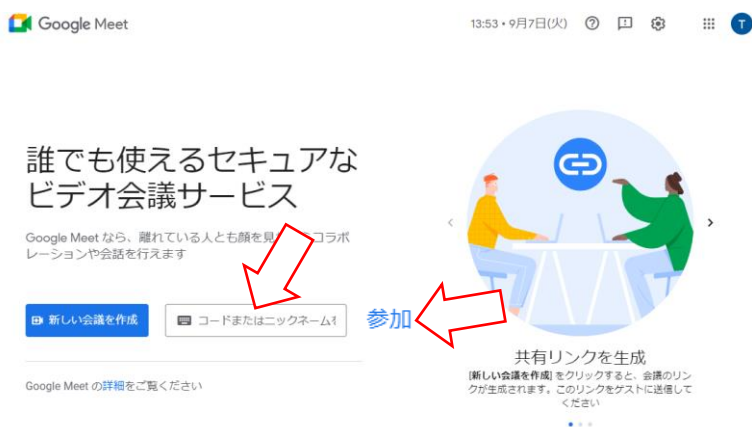 Google Meet
13:53 • 9月7日(火)
T
誰でも使えるセキュアな
ビデオ会議サービス
Google Meet なら、離れている人とも顔を見 コラボ
レーションや会話を行えます
新しい会議を作成
コードまたはニックネームを
参加
Google Meet の詳細をご覧ください
共有リンクを生成
[新しい会議を作成] をクリックすると、会議のリン
クが生成されます。このリンクをゲストに送信して
ください